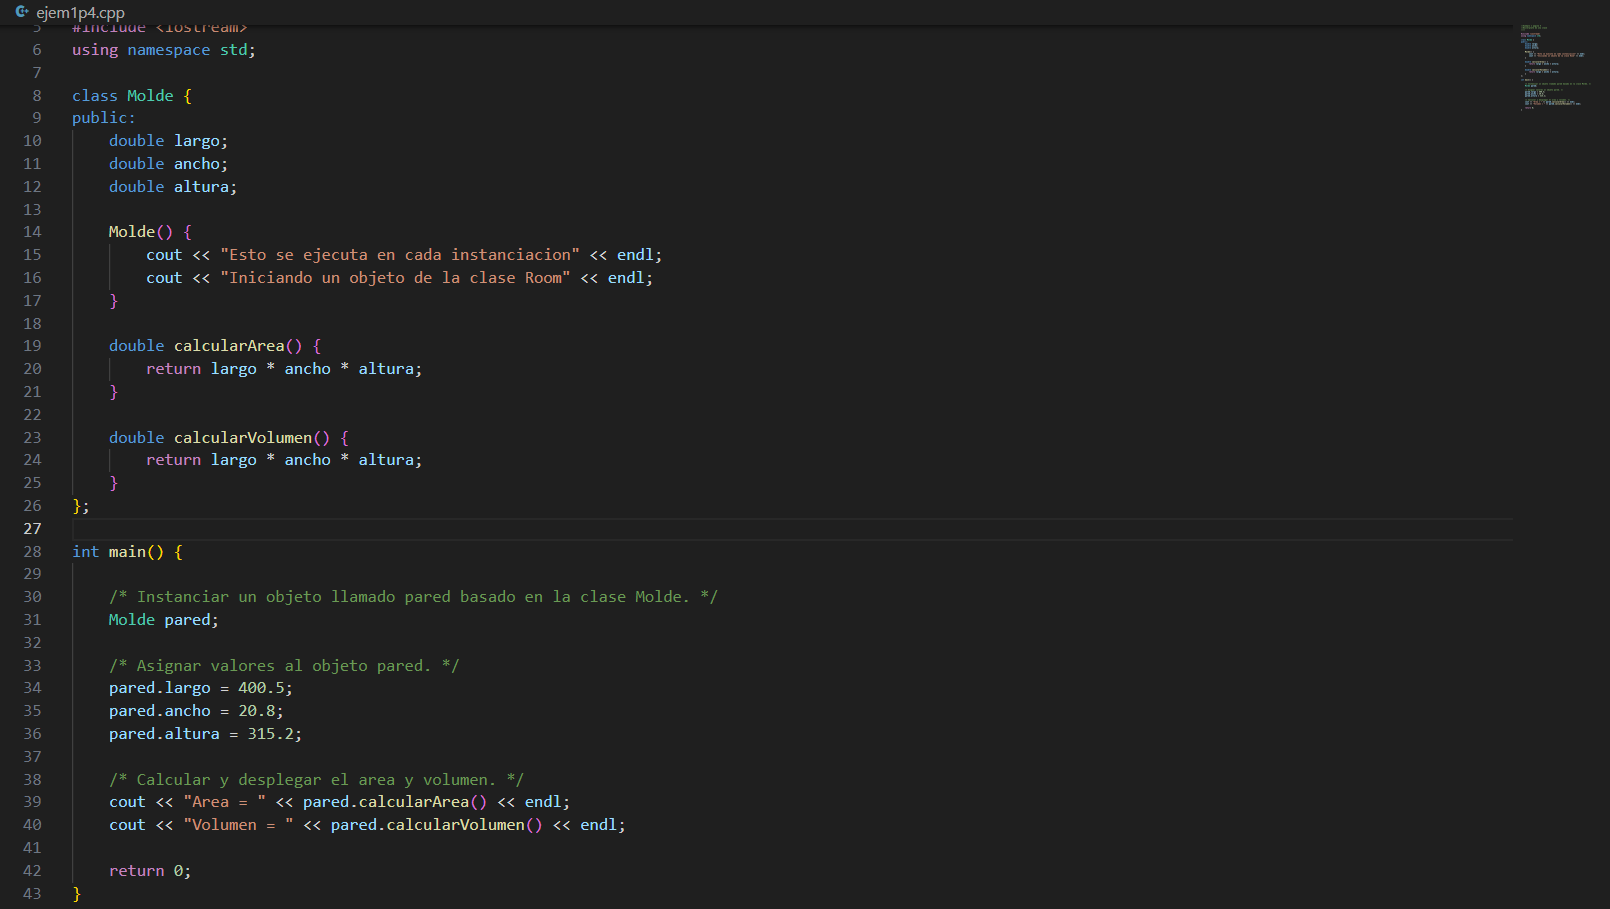 ejem1p4.cpp
5 #include <iostream>
6 using namespace std;
7
8 class Molde {
9 public:
10 double largo;
11 double ancho;
12 double altura;
13
14 Molde() {
15 cout << "Esto se ejecuta en cada instanciacion" << endl;
16 cout << "Iniciando un objeto de la clase Room" << endl;
17 }
18
19 double calcularArea() {
20 return largo * ancho * altura;
21 }
22
23 double calcularVolumen() {
24 return largo * ancho * altura;
25 }
26 };
27
28 int main() {
29
30 /* Instanciar un objeto llamado pared basado en la clase Molde. */
31 Molde pared;
32
33 /* Asignar valores al objeto pared. */
34 pared.largo = 400.5;
35 pared.ancho = 20.8;
36 pared.altura = 315.2;
37
38 /* Calcular y desplegar el area y volumen. */
39 cout << "Area = " << pared.calcularArea() << endl;
40 cout << "Volumen = " << pared.calcularVolumen() << endl;
41
42 return 0;
43 }